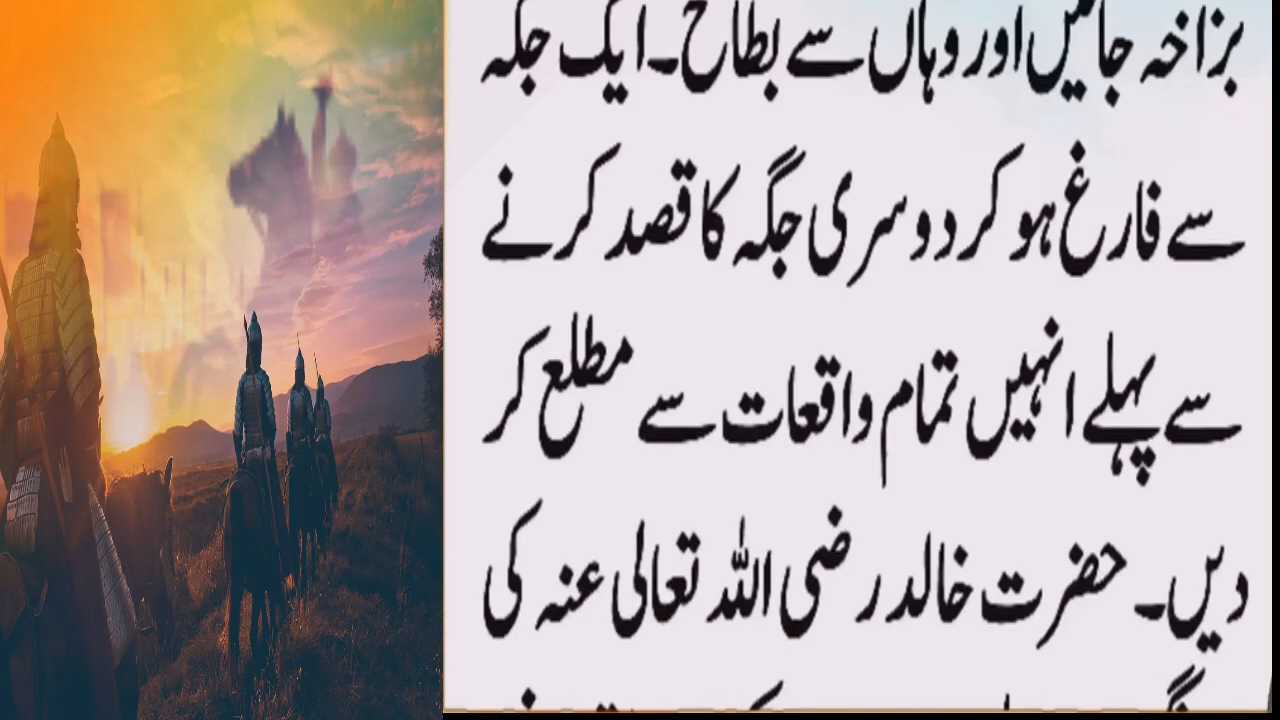 بزاخہ جائیں اور وہاں سے بطاح۔ ایک جگہ
سے فارغ ہو کر دوسری جگہ کا قصد کرنے
سے پہلے انہیں تمام واقعات سے مطلع کر
دیں۔ حضرت خالد رضی اللہ تعالی عنہ کی